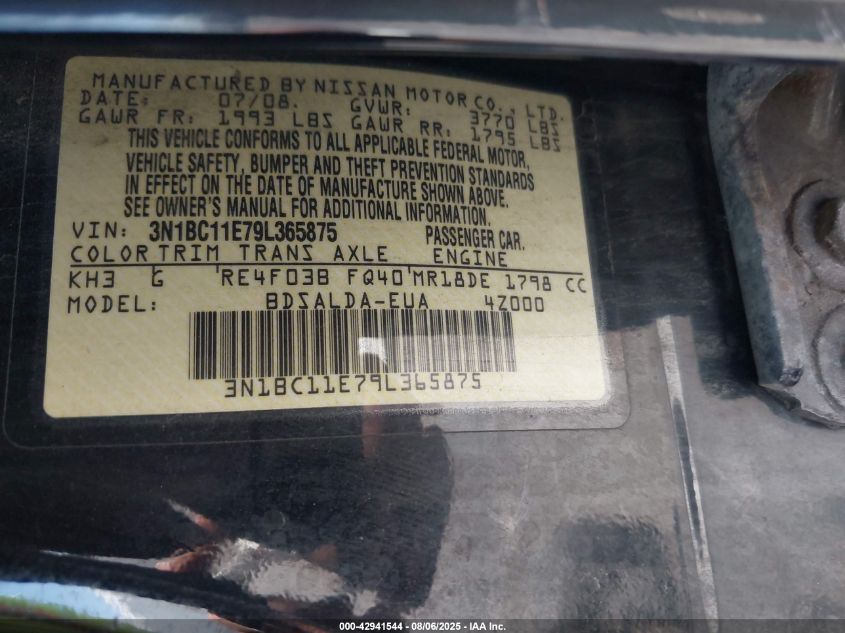 MANUFACTURED BY NISSAN MOTOR CO., LTD.
DATE: 07/08. GVWR: 3770 LBS
GAWR FR: 1993 LBS GAWR RR: 1795 LBS
THIS VEHICLE CONFORMS TO ALL APPLICABLE FEDERAL MOTOR,
VEHICLE SAFETY, BUMPER AND THEFT PREVENTION STANDARDS
IN EFFECT ON THE DATE OF MANUFACTURE SHOWN ABOVE.
SEE OWNER'S MANUAL FOR ADDITIONAL INFORMATION.
VIN: 3N1BC11E79L365875 PASSENGER CAR.
COLOR TRIM TRANS AXLE ENGINE
KH3 G RE4F03B FQ40 MR18DE 1798 CC
MODEL: BDSALDA-EUA 4Z000
3N1BC11E79L365875
000-42941544 - 08/06/2025 - IAA Inc.